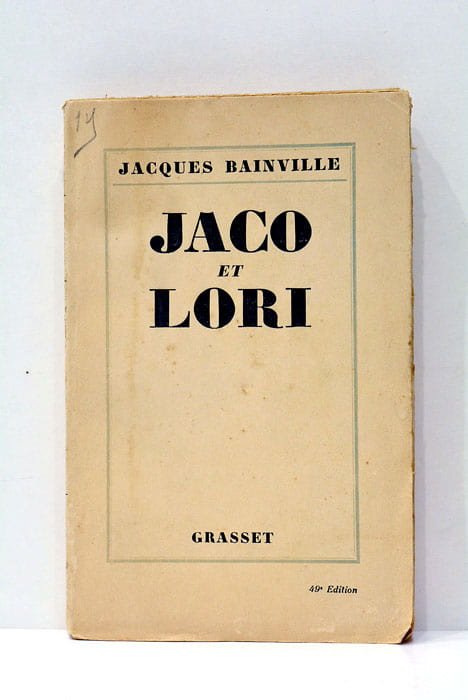 JACQUES BAINVILLE
JACO
ET
LORI
GRASSET
49e Edition